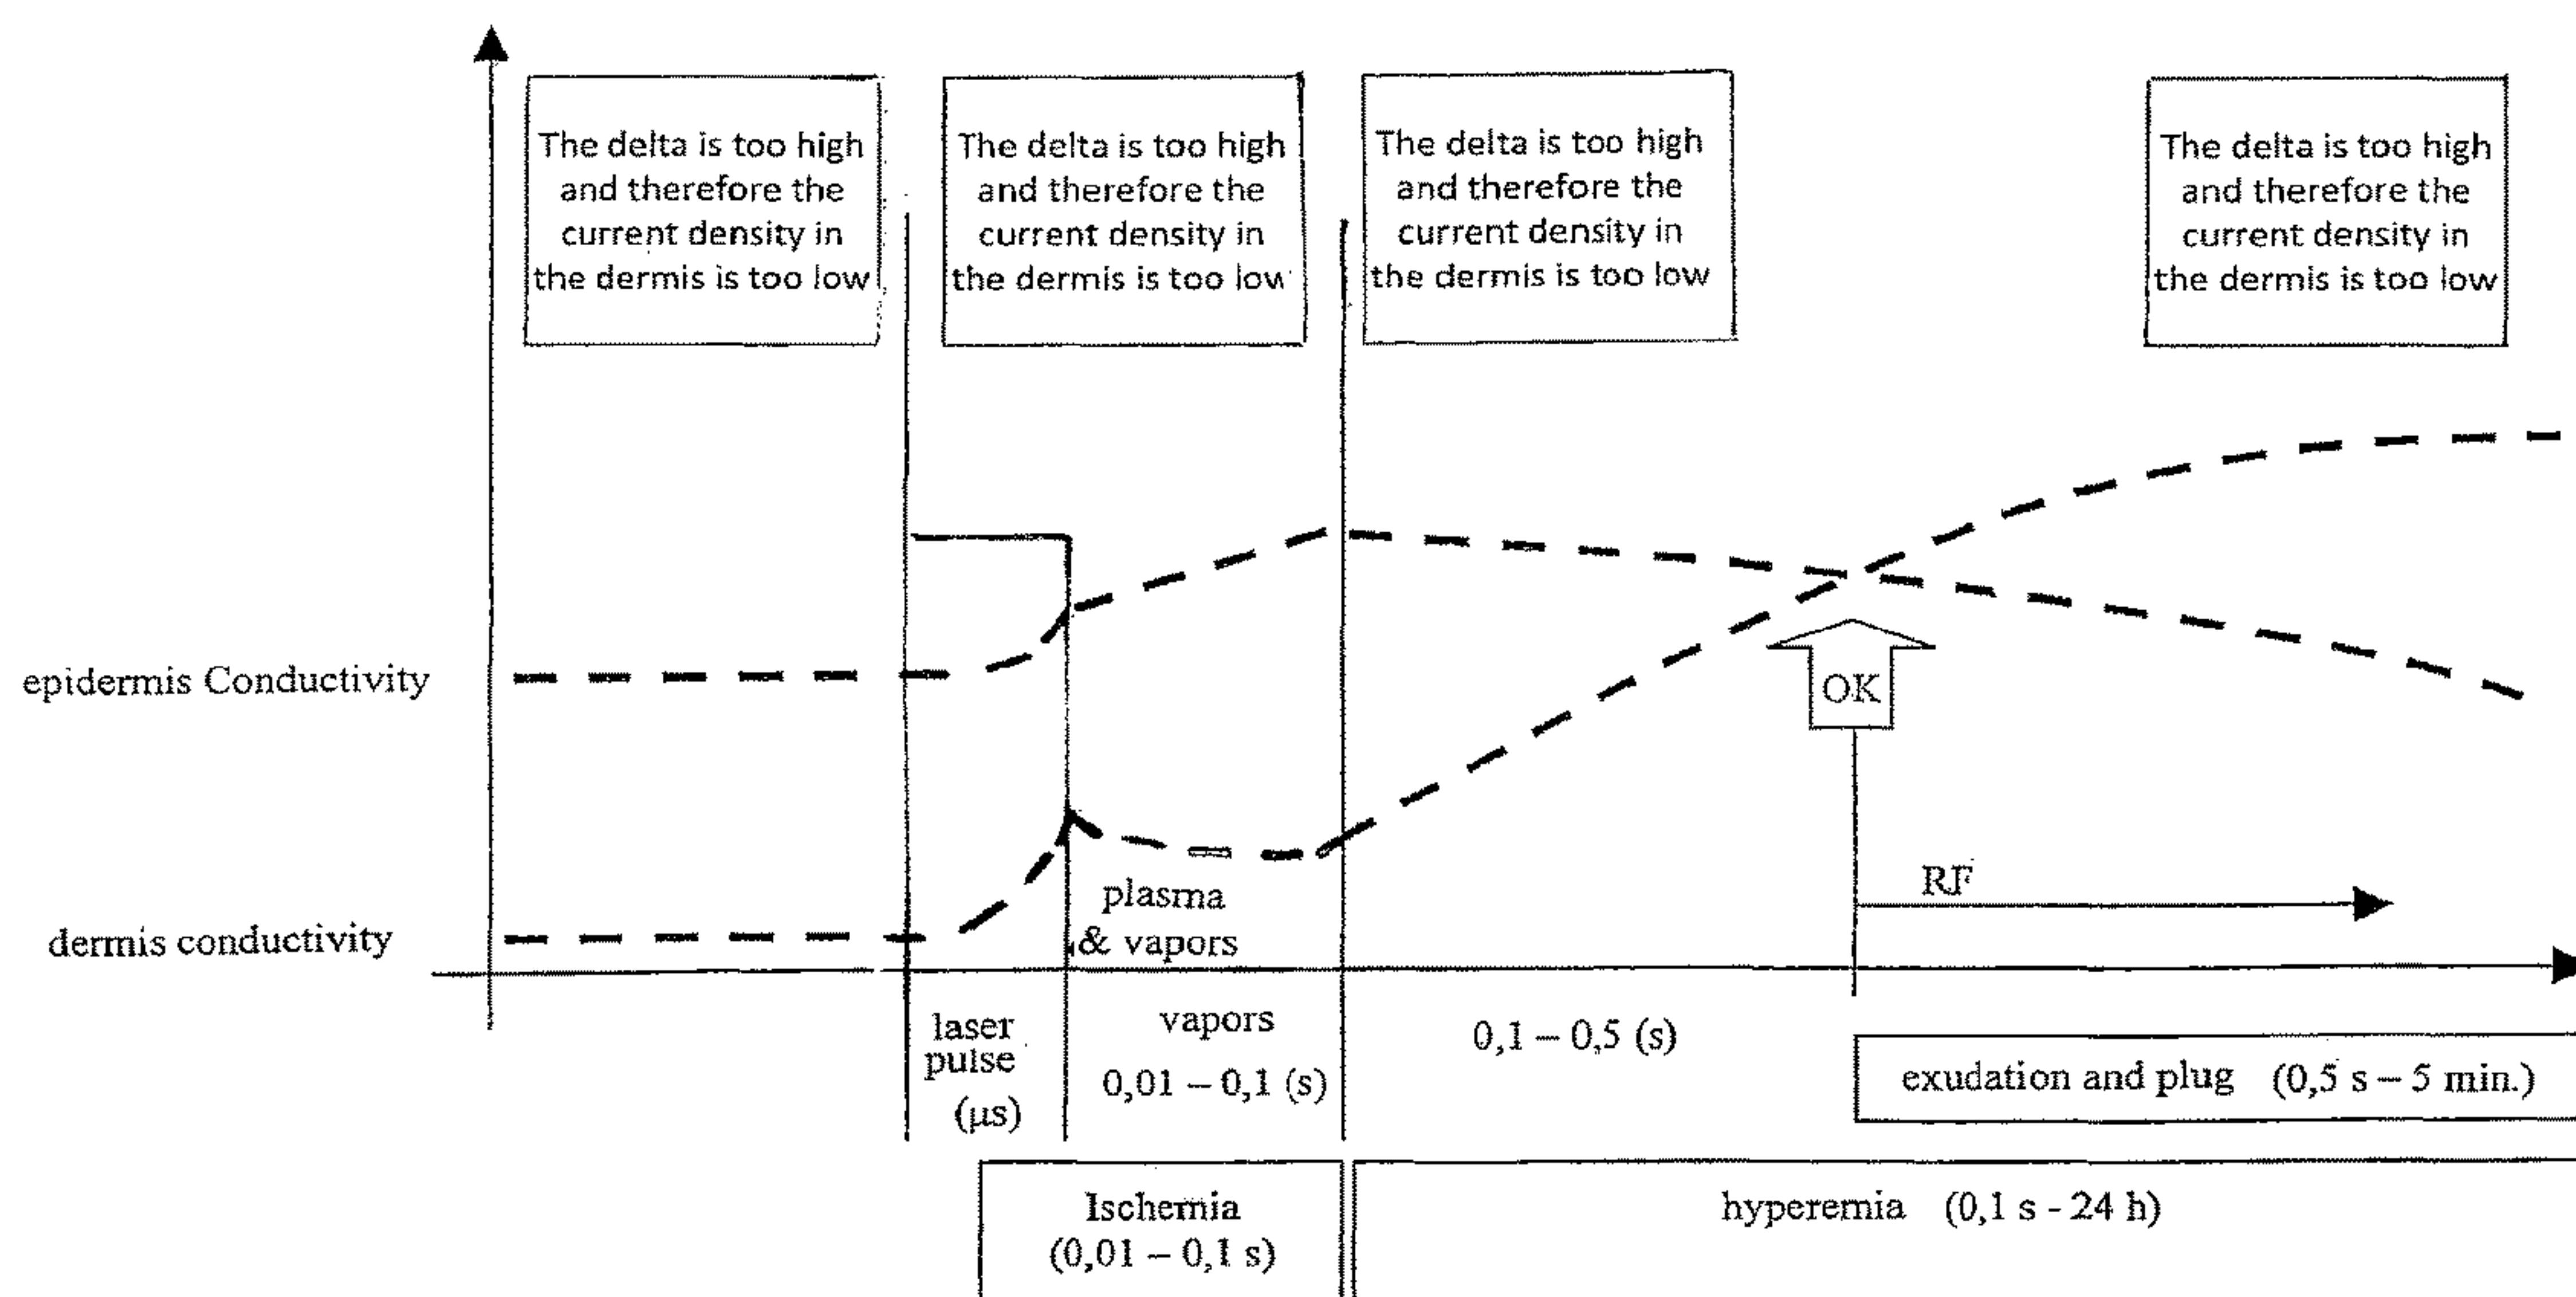 The delta is too high
and therefore the
current density in
the dermis is too low
The delta is too high
and therefore the
current density in
the dermis is too low
The delta is too high
and therefore the
current density in
the dermis is too low
The delta is too high
and therefore the
current density in
the dermis is too low
epidermis Conductivity
OK
RF
plasma
& vapors
dermis conductivity
laser
pulse
(μs)
vapors
0,01 – 0,1 (s)
0,1 – 0,5 (s)
exudation and plug (0,5 s – 5 min.)
Ischemia
(0,01 – 0,1 s)
hyperemia (0,1 s - 24 h)